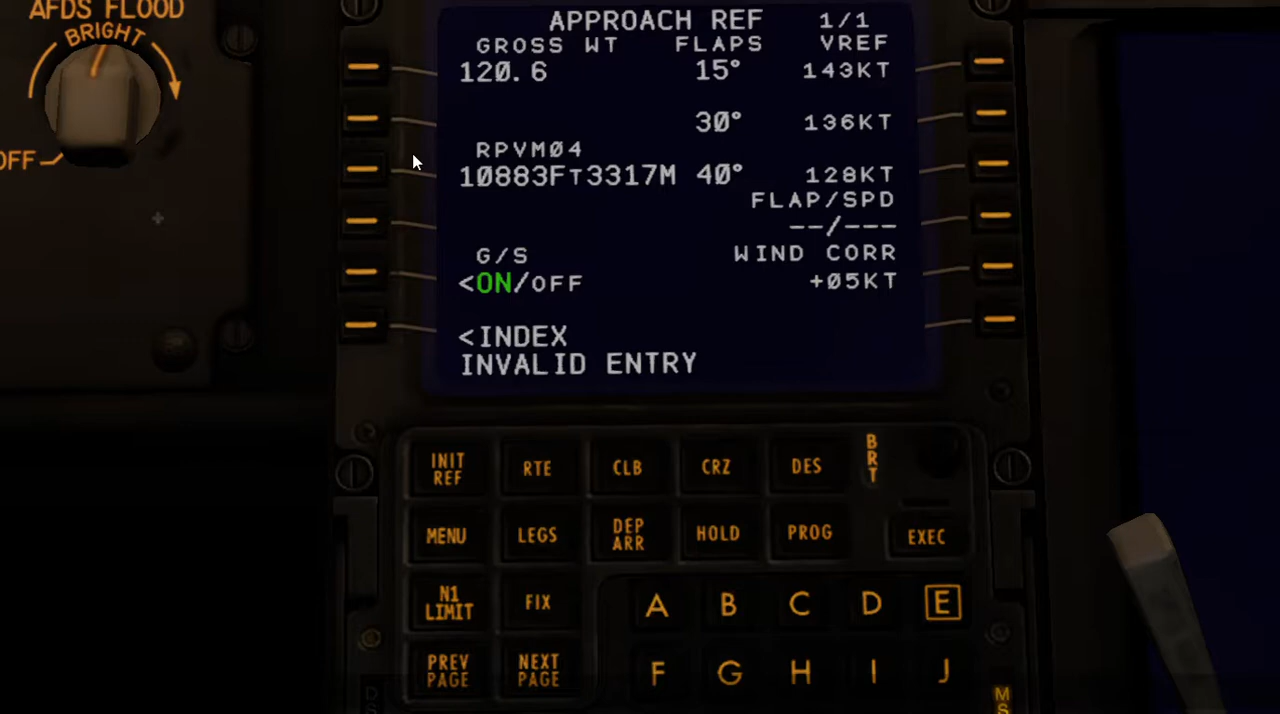 AFDS FLOOD
BRIGHT
OFF
APPROACH REF 1/1
GROSS WT FLAPS VREF
120.6 15° 143KT
30° 136KT
RPVM04
10883FT3317M 40° 128KT
FLAP/SPD
--/---
G/S WIND CORR
<ON/OFF +05KT
<INDEX
INVALID ENTRY
INIT REF RTE CLB CRZ DES BRT
MENU LEGS DEP ARR HOLD PROG EXEC
N1 LIMIT FIX A B C D E
PREV PAGE NEXT PAGE F G H I J